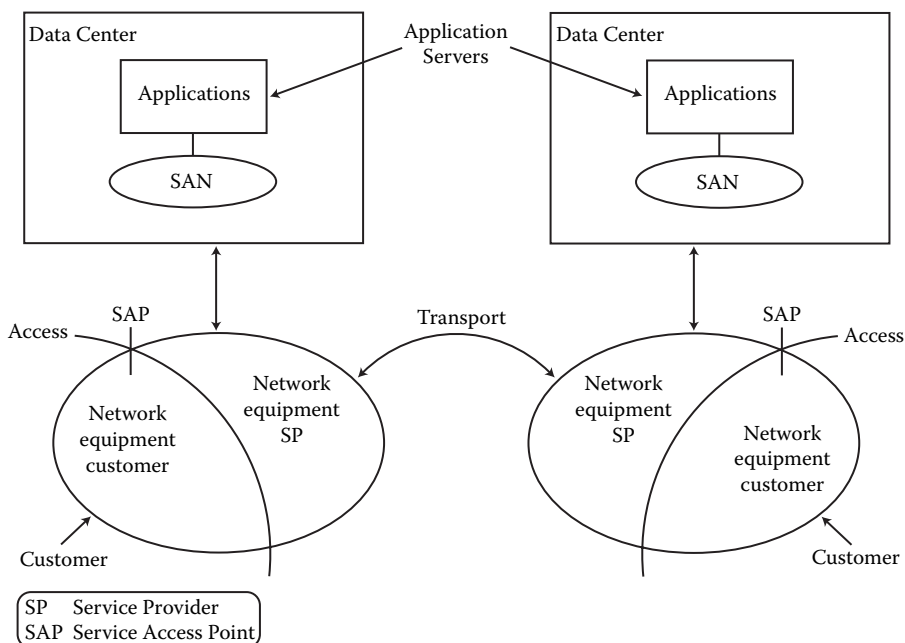 Data Center
Applications
SAN
Application
Servers
Data Center
Applications
SAN
Access
SAP
Network
equipment
customer
Network
equipment
SP
Customer
Transport
SAP
Access
Network
equipment
SP
Network
equipment
customer
Customer
SP Service Provider
SAP Service Access Point